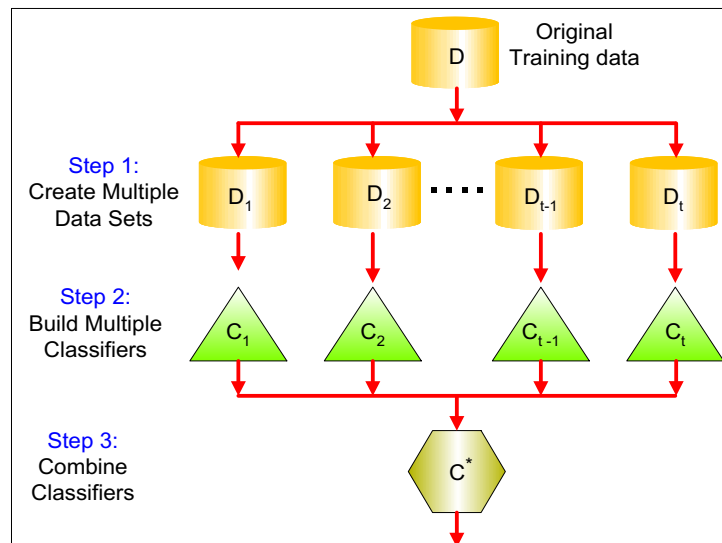 Original
Training data
D
Step 1:
Create Multiple
Data Sets
D1
D2
Dt-1
Dt
Step 2:
Build Multiple
Classifiers
C1
C2
Ct-1
Ct
Step 3:
Combine
Classifiers
C*